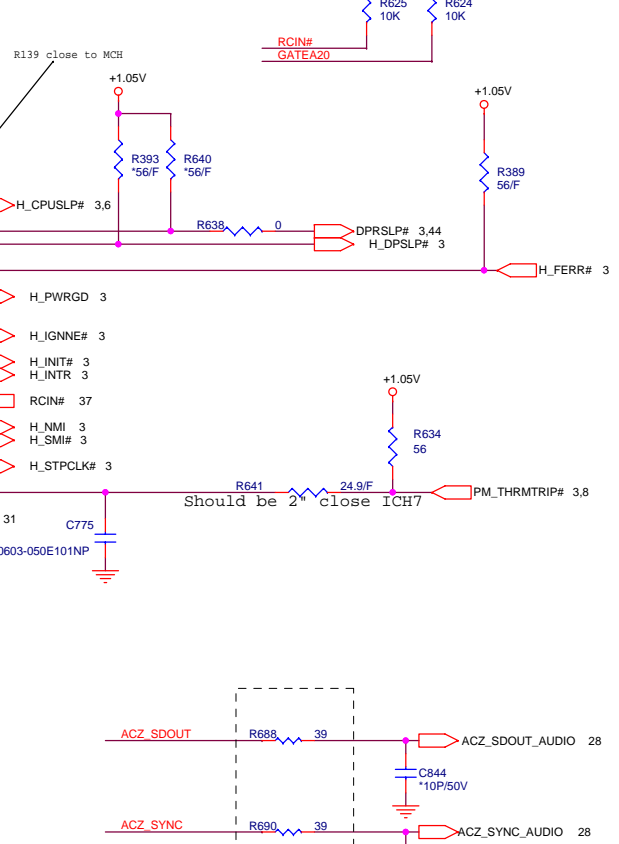 R625
10K
R624
10K
RCIN#
GATEA20
R139 close to MCH
+1.05V
+1.05V
R393
*56/F
R640
*56/F
R389
56/F
H_CPUSLP# 3,6
R638
0
DPRSLP# 3,44
H_DPSLP# 3
H_FERR# 3
H_PWRGD 3
H_IGNNE# 3
H_INIT# 3
H_INTR 3
+1.05V
RCIN# 37
H_NMI 3
H_SMI# 3
R634
56
H_STPCLK# 3
R641
24.9/F
PM_THRMTRIP# 3,8
Should be 2" close ICH7
31
C775
0603-050E101NP
ACZ_SDOUT
R688
39
ACZ_SDOUT_AUDIO 28
C844
*10P/50V
ACZ_SYNC
R690
39
ACZ_SYNC_AUDIO 28